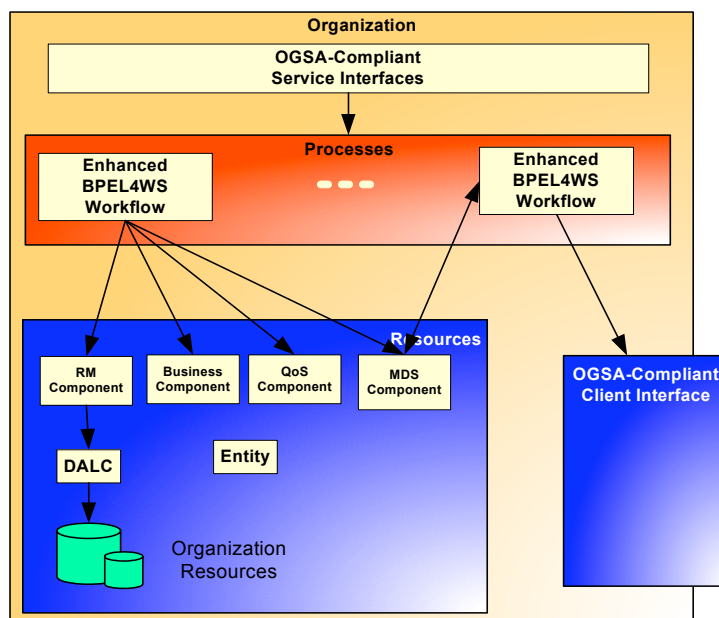 Organization
OGSA-Compliant
Service Interfaces
Processes
Enhanced
BPEL4WS
Workflow
Enhanced
BPEL4WS
Workflow
Resources
RM
Component
Business
Component
QoS
Component
MDS
Component
OGSA-Compliant
Client Interface
DALC
Entity
Organization
Resources